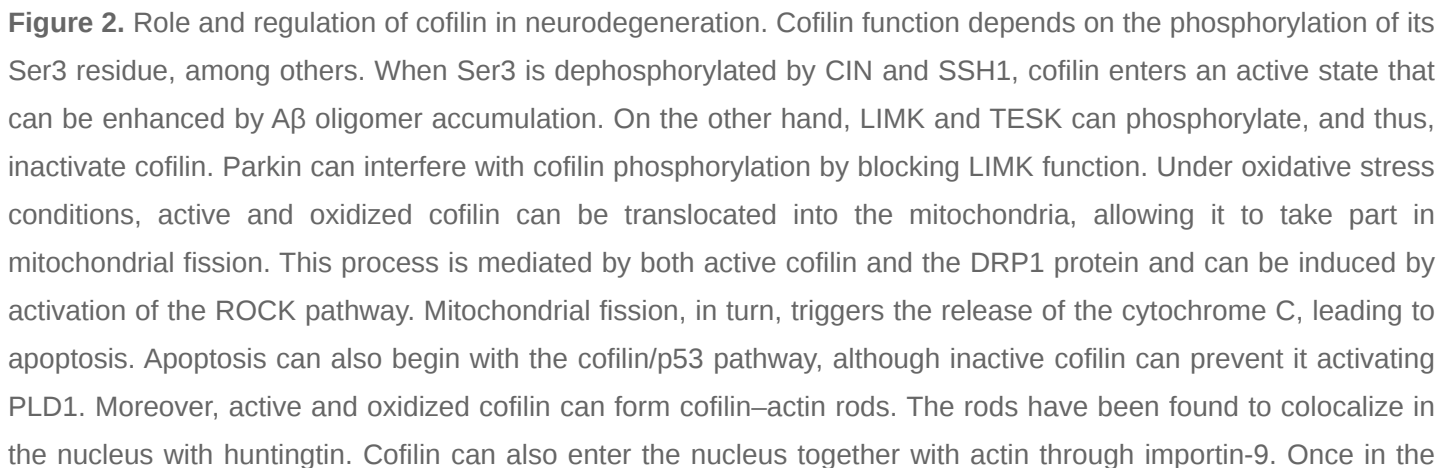 Figure 2. Role and regulation of cofilin in neurodegeneration. Cofilin function depends on the phosphorylation of its
Ser3 residue, among others. When Ser3 is dephosphorylated by CIN and SSH1, cofilin enters an active state that
can be enhanced by Aβ oligomer accumulation. On the other hand, LIMK and TESK can phosphorylate, and thus,
inactivate cofilin. Parkin can interfere with cofilin phosphorylation by blocking LIMK function. Under oxidative stress
conditions, active and oxidized cofilin can be translocated into the mitochondria, allowing it to take part in
mitochondrial fission. This process is mediated by both active cofilin and the DRP1 protein and can be induced by
activation of the ROCK pathway. Mitochondrial fission, in turn, triggers the release of the cytochrome C, leading to
apoptosis. Apoptosis can also begin with the cofilin/p53 pathway, although inactive cofilin can prevent it activating
PLD1. Moreover, active and oxidized cofilin can form cofilin–actin rods. The rods have been found to colocalize in
the nucleus with huntingtin. Cofilin can also enter the nucleus together with actin through importin-9. Once in the